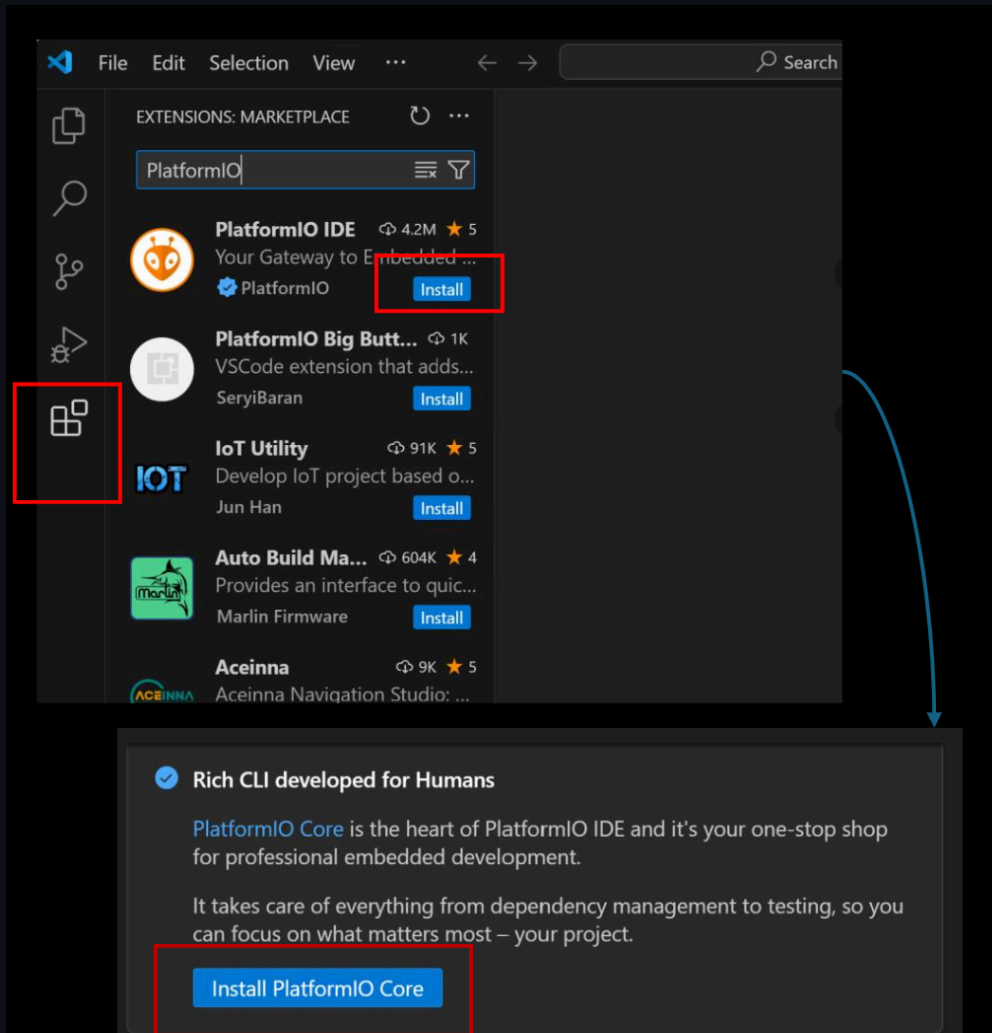 File Edit Selection View ··· Search
EXTENSIONS: MARKETPLACE
PlatformIO
PlatformIO IDE 4.2M ★ 5
Your Gateway to Embedded ...
PlatformIO Install
PlatformIO Big Butt... 1K
VSCode extension that adds...
SeryiBaran Install
IoT Utility 91K ★ 5
IOT
Develop IoT project based o...
Jun Han Install
Auto Build Ma... 604K ★ 4
Provides an interface to quic...
Marlin
Marlin Firmware Install
Aceinna 9K ★ 5
ACEINNA
Aceinna Navigation Studio: ...
Rich CLI developed for Humans
PlatformIO Core is the heart of PlatformIO IDE and it's your one-stop shop
for professional embedded development.
It takes care of everything from dependency management to testing, so you
can focus on what matters most – your project.
Install PlatformIO Core